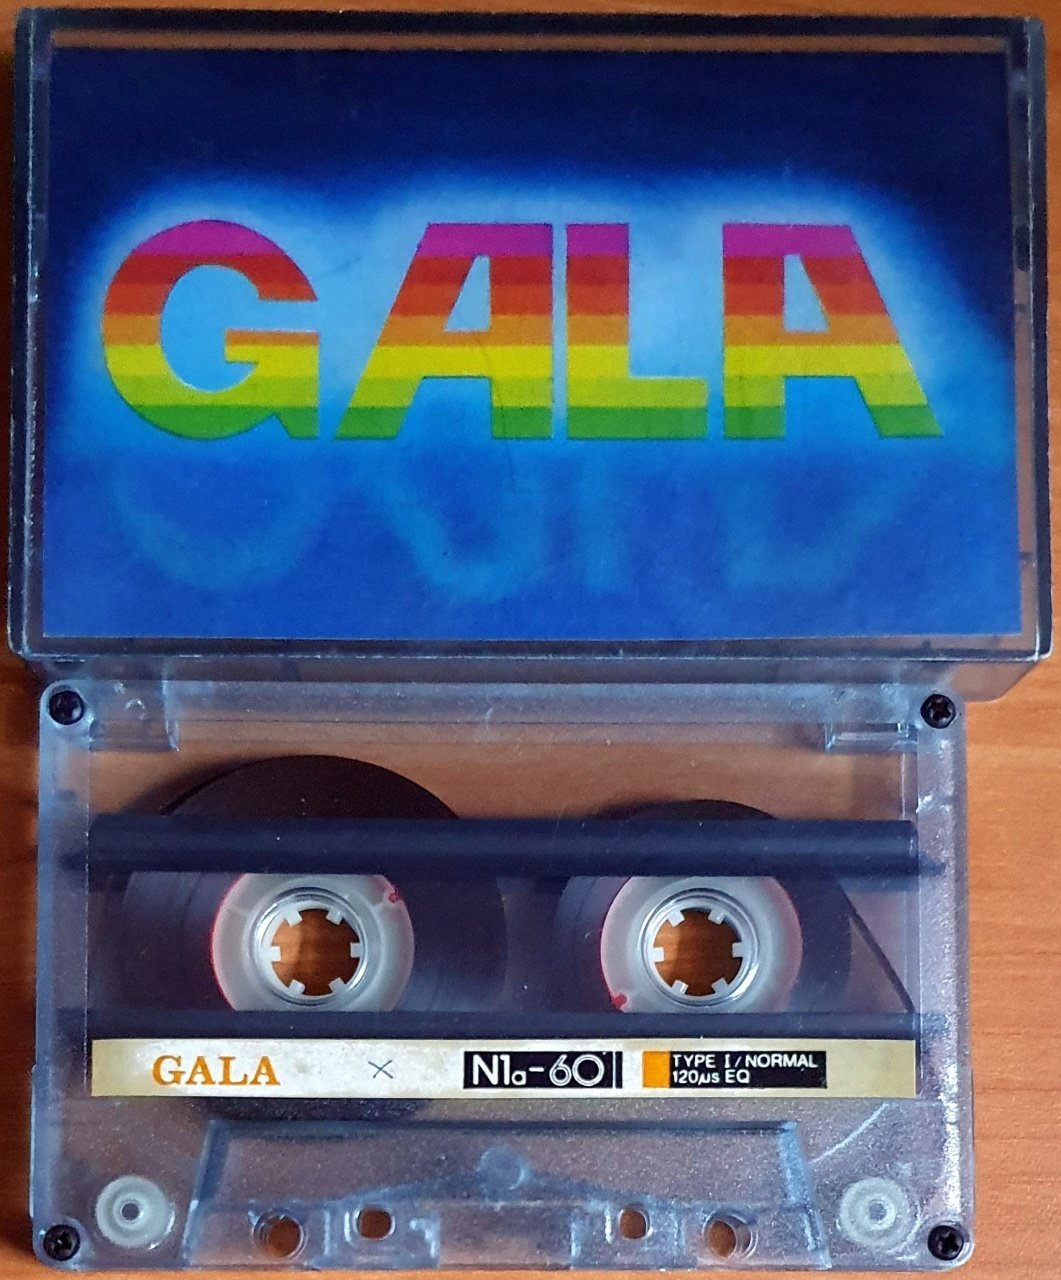 GALA
GALA × N1a-60 TYPE I/NORMAL
120µs EQ